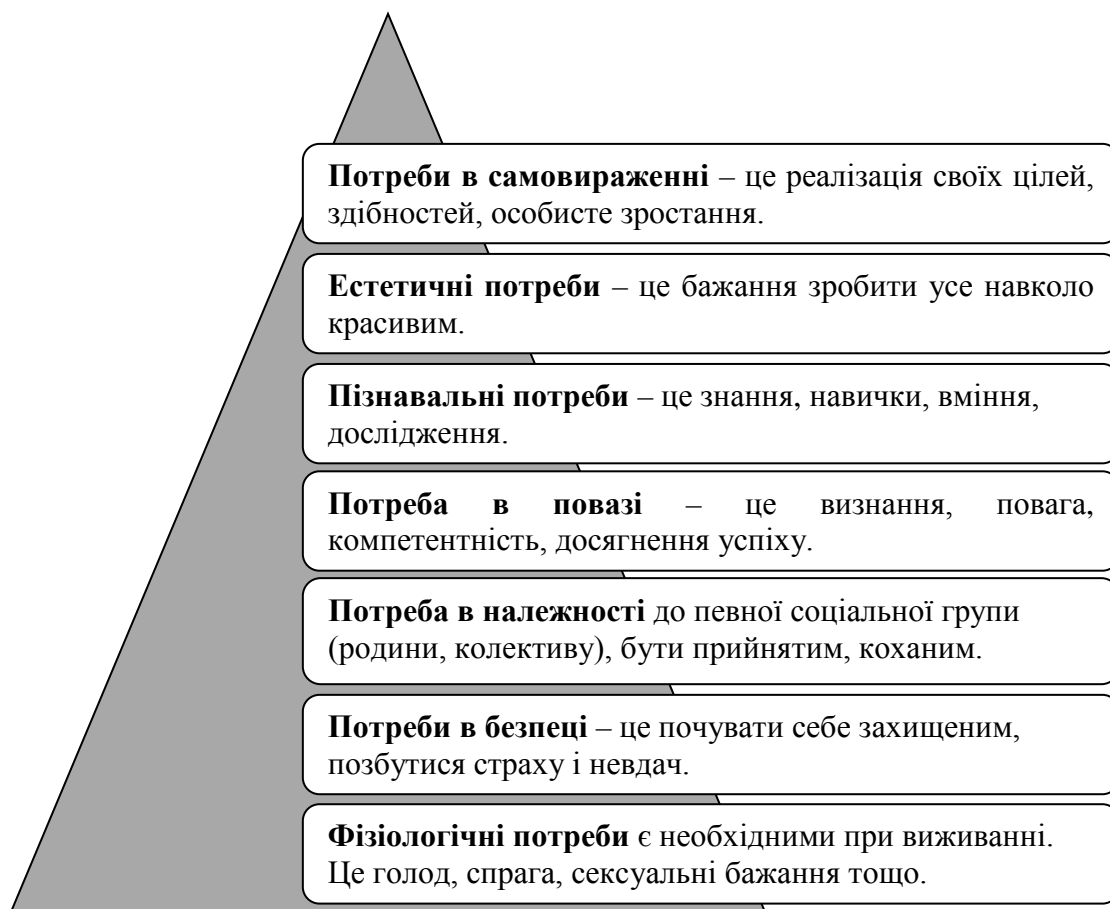 Потреби в самовираженні – це реалізація своїх цілей,
здібностей, особисте зростання.
Естетичні потреби – це бажання зробити усе навколо
красивим.
Пізнавальні потреби – це знання, навички, вміння,
дослідження.
Потреба в повазі – це визнання, повага,
компетентність, досягнення успіху.
Потреба в належності до певної соціальної групи
(родини, колективу), бути прийнятим, коханим.
Потреби в безпеці – це почувати себе захищеним,
позбутися страху і невдач.
Фізіологічні потреби є необхідними при виживанні.
Це голод, спрага, сексуальні бажання тощо.